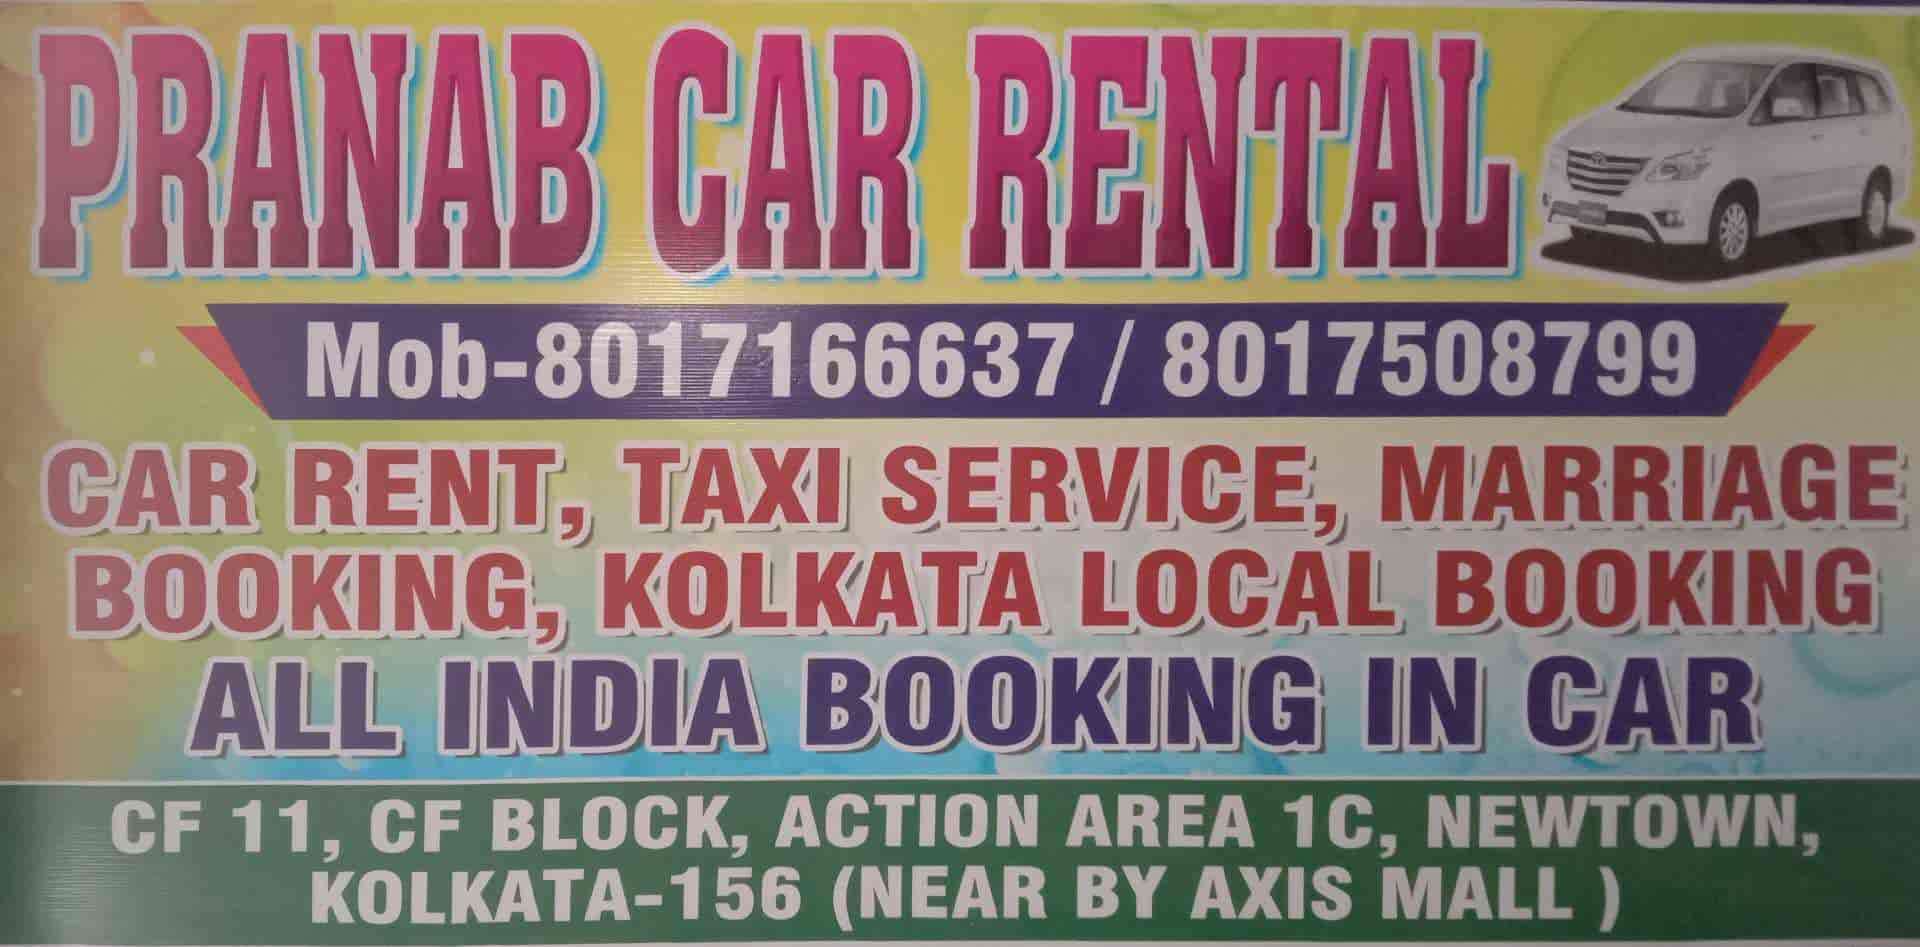 PRANAB CAR RENTAL
Mob-8017166637 / 8017508799
CAR RENT, TAXI SERVICE, MARRIAGE
BOOKING, KOLKATA LOCAL BOOKING
ALL INDIA BOOKING IN CAR
CF 11, CF BLOCK, ACTION AREA 1C, NEWTOWN,
KOLKATA-156 (NEAR BY AXIS MALL )